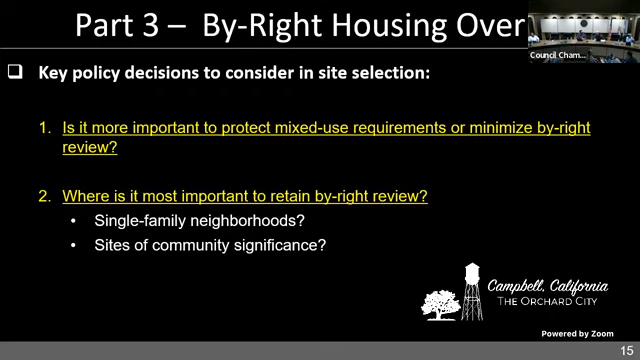 Part 3 – By-Right Housing Over
Council Cham...
❑ Key policy decisions to consider in site selection:
1. Is it more important to protect mixed-use requirements or minimize by-right
review?
2. Where is it most important to retain by-right review?
• Single-family neighborhoods?
• Sites of community significance?
Campbell, California
THE ORCHARD CITY
Powered by Zoom
15